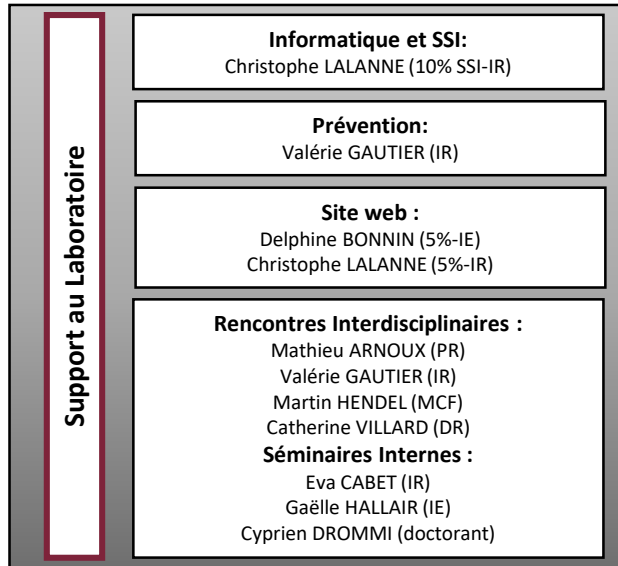 Support au Laboratoire
Informatique et SSI:
Christophe LALANNE (10% SSI-IR)
Prévention:
Valérie GAUTIER (IR)
Site web :
Delphine BONNIN (5%-IE)
Christophe LALANNE (5%-IR)
Rencontres Interdisciplinaires :
Mathieu ARNOUX (PR)
Valérie GAUTIER (IR)
Martin HENDEL (MCF)
Catherine VILLARD (DR)
Séminaires Internes :
Eva CABET (IR)
Gaëlle HALLAIR (IE)
Cyprien DROMMI (doctorant)